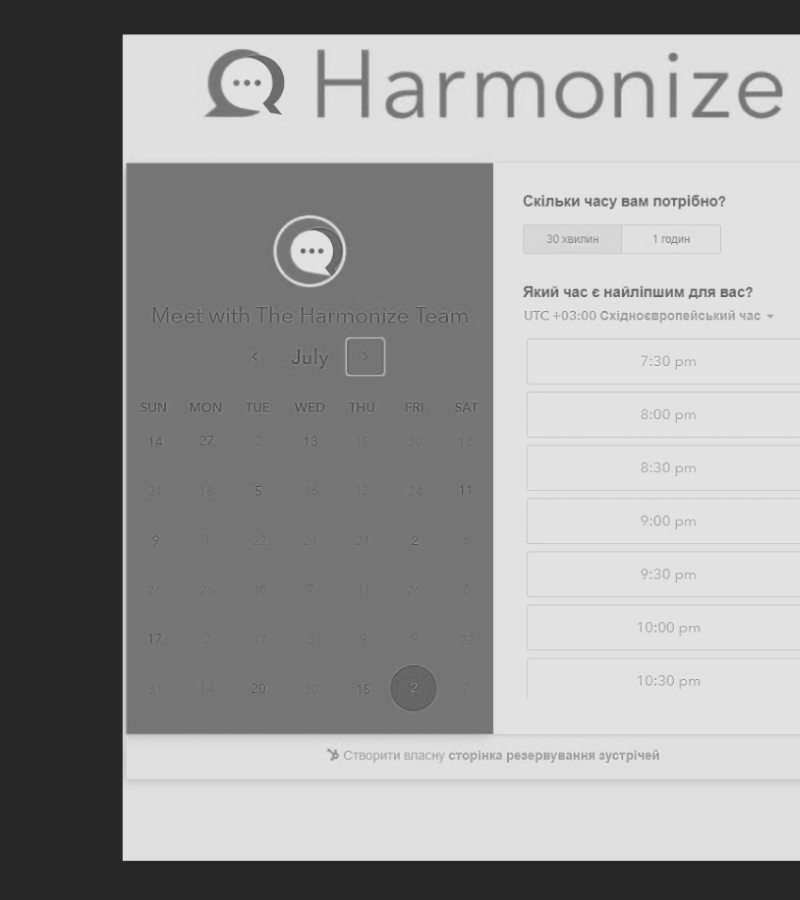 Harmonize
Meet with The Harmonize Team
July
SUN MON TUE WED THU FRI SAT
14 27 2 13 19 30 18
21 18 5 16 12 24 11
9 1 22 21 21 2 6
26 26 30 7 31 26 8
17 2 17 3 9 9 22
31 14 20 30 15 2 7
Скільки часу вам потрібно?
30 хвилин 1 годин
Який час є найліпшим для вас?
UTC +03:00 Східноєвропейський час
7:30 pm
8:00 pm
8:30 pm
9:00 pm
9:30 pm
10:00 pm
10:30 pm
Створити власну сторінка резервування зустрічей